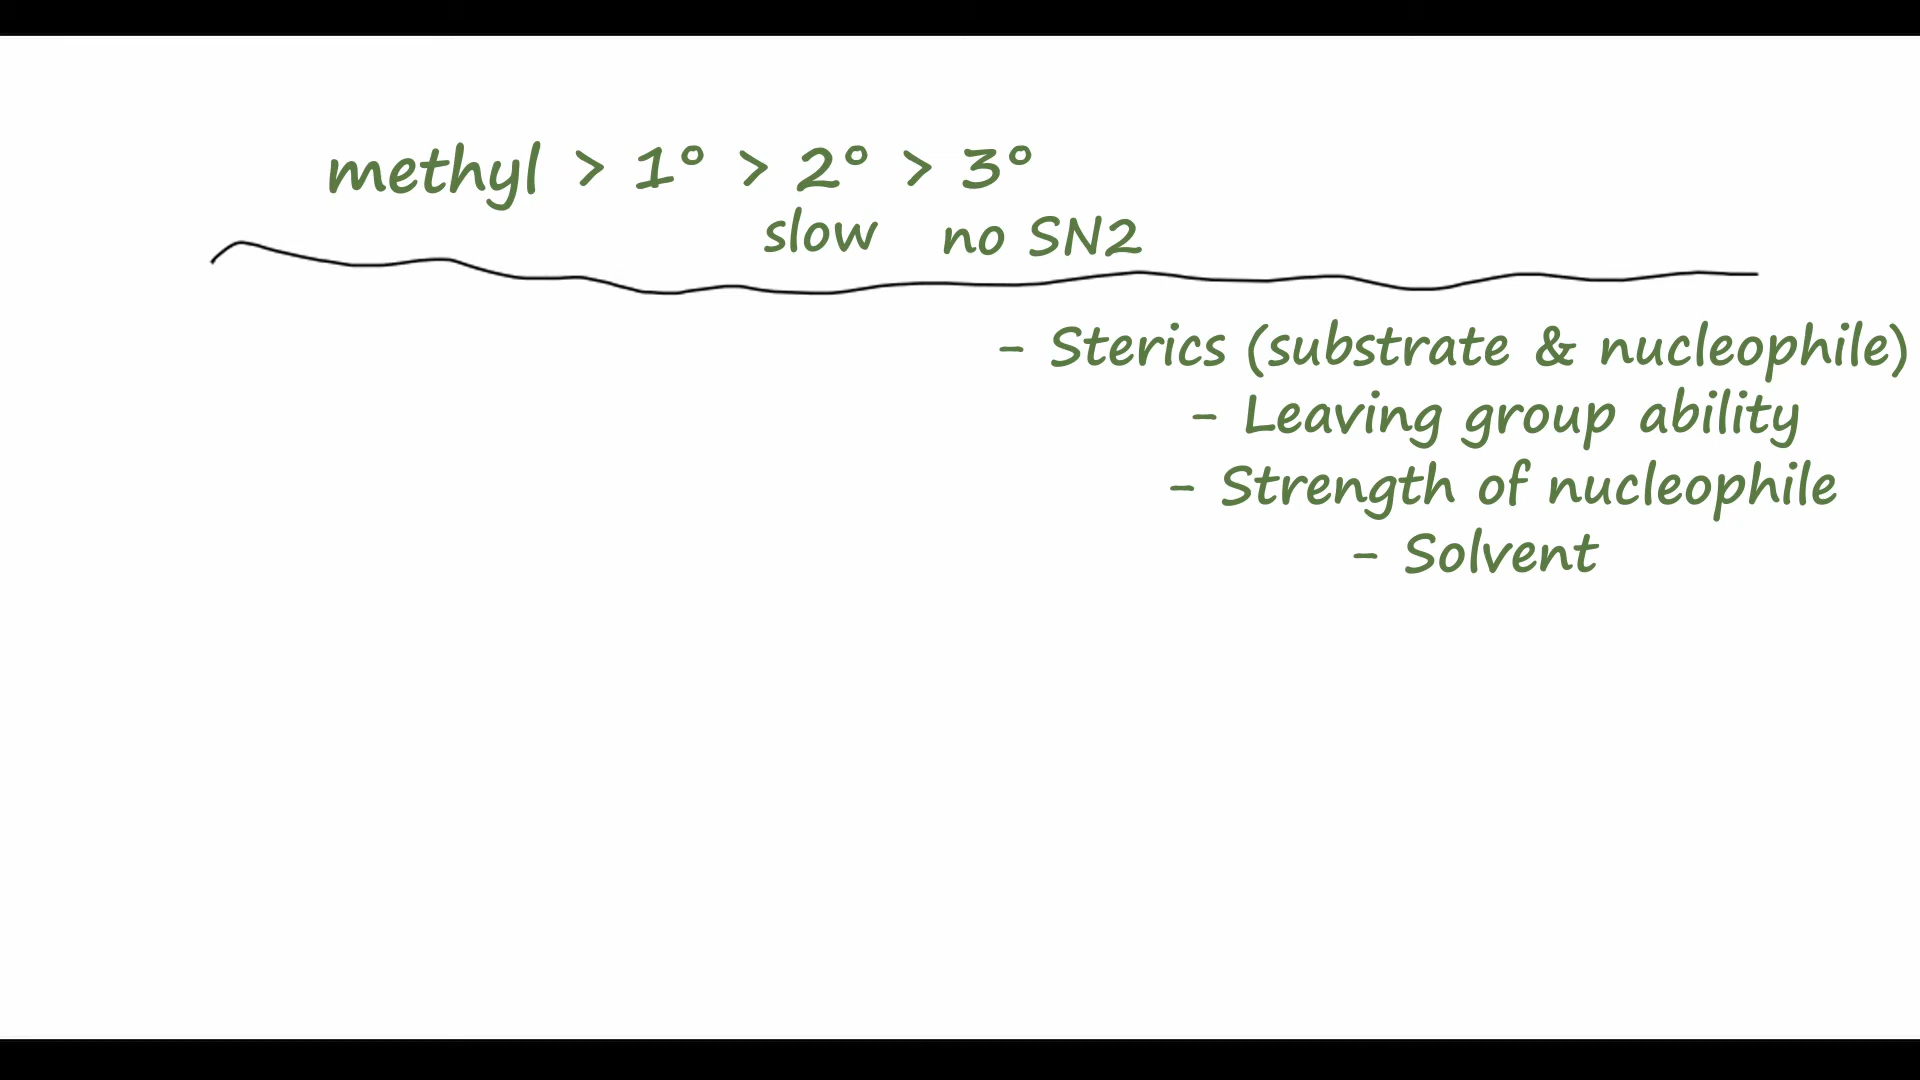 methyl > 1° > 2° > 3°
slow no SN2
- Sterics (substrate & nucleophile)
- Leaving group ability
- Strength of nucleophile
- Solvent